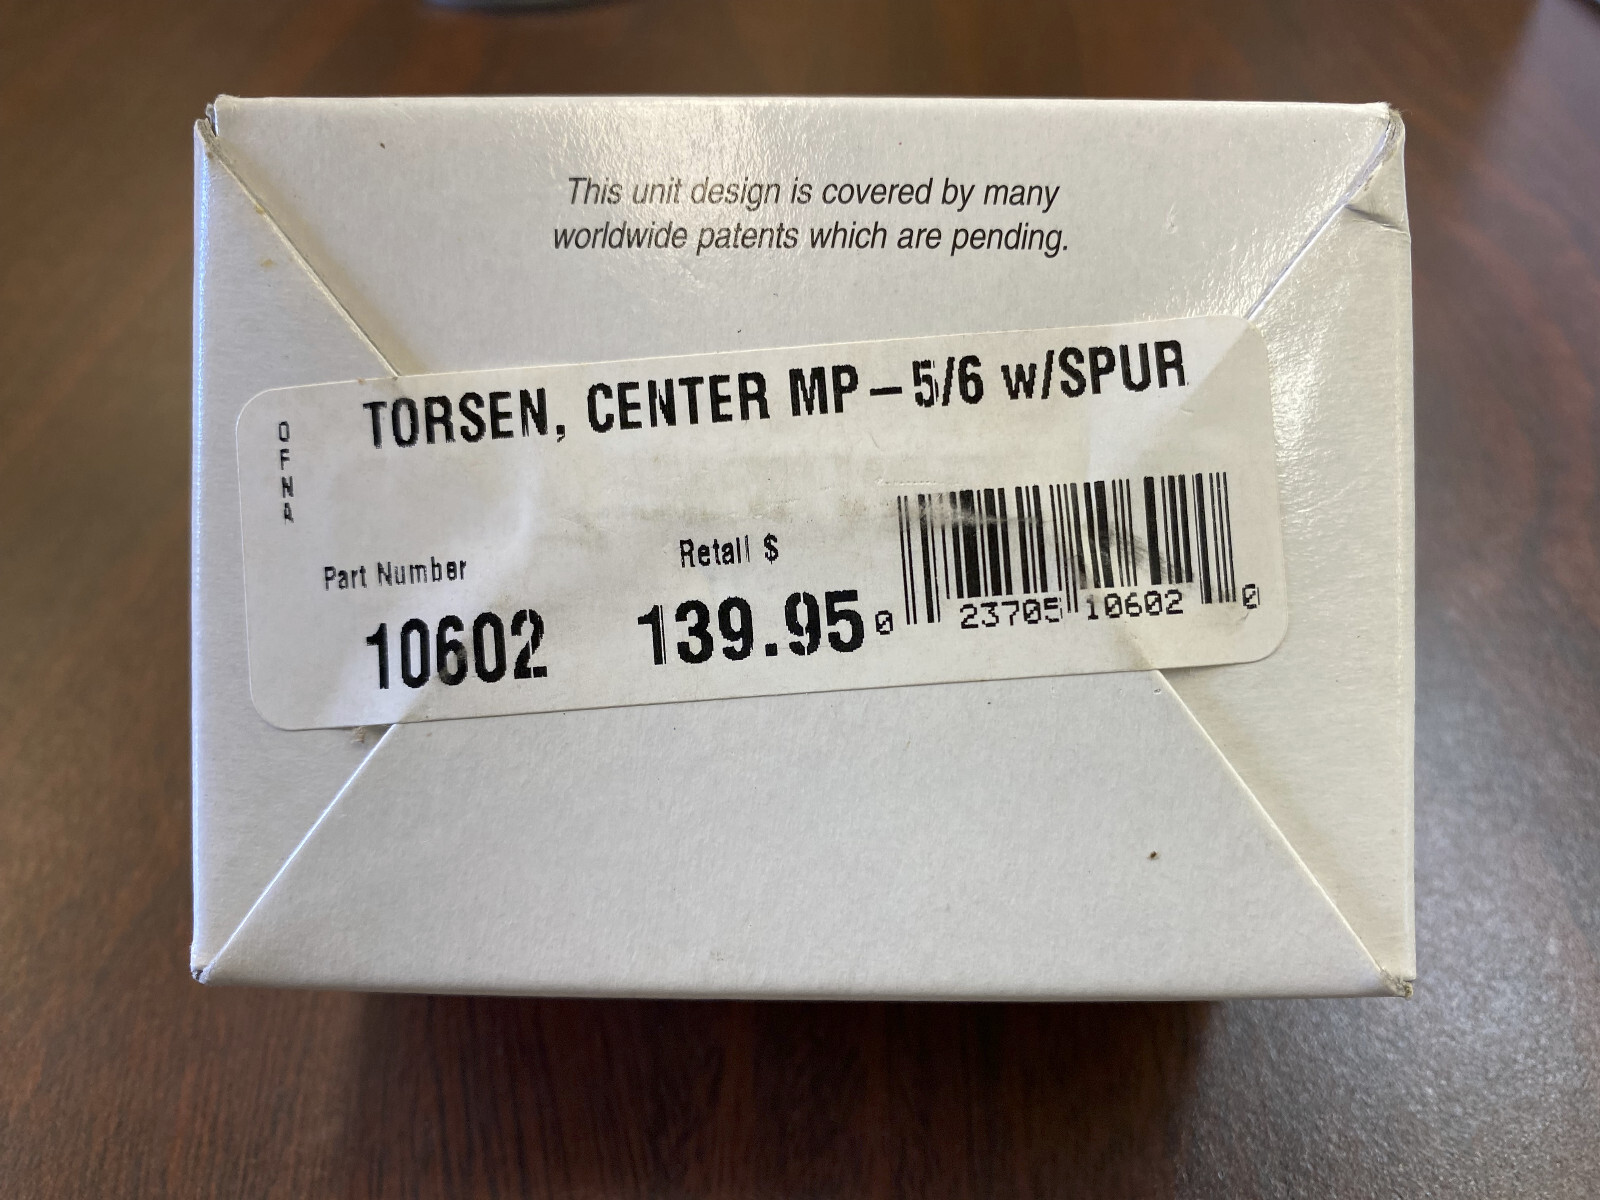 This unit design is covered by many
worldwide patents which are pending.
TORSEN, CENTER MP-5/6 w/SPUR
OFNA
Part Number
10602
Retail $
139.95
0 23705 10602 0